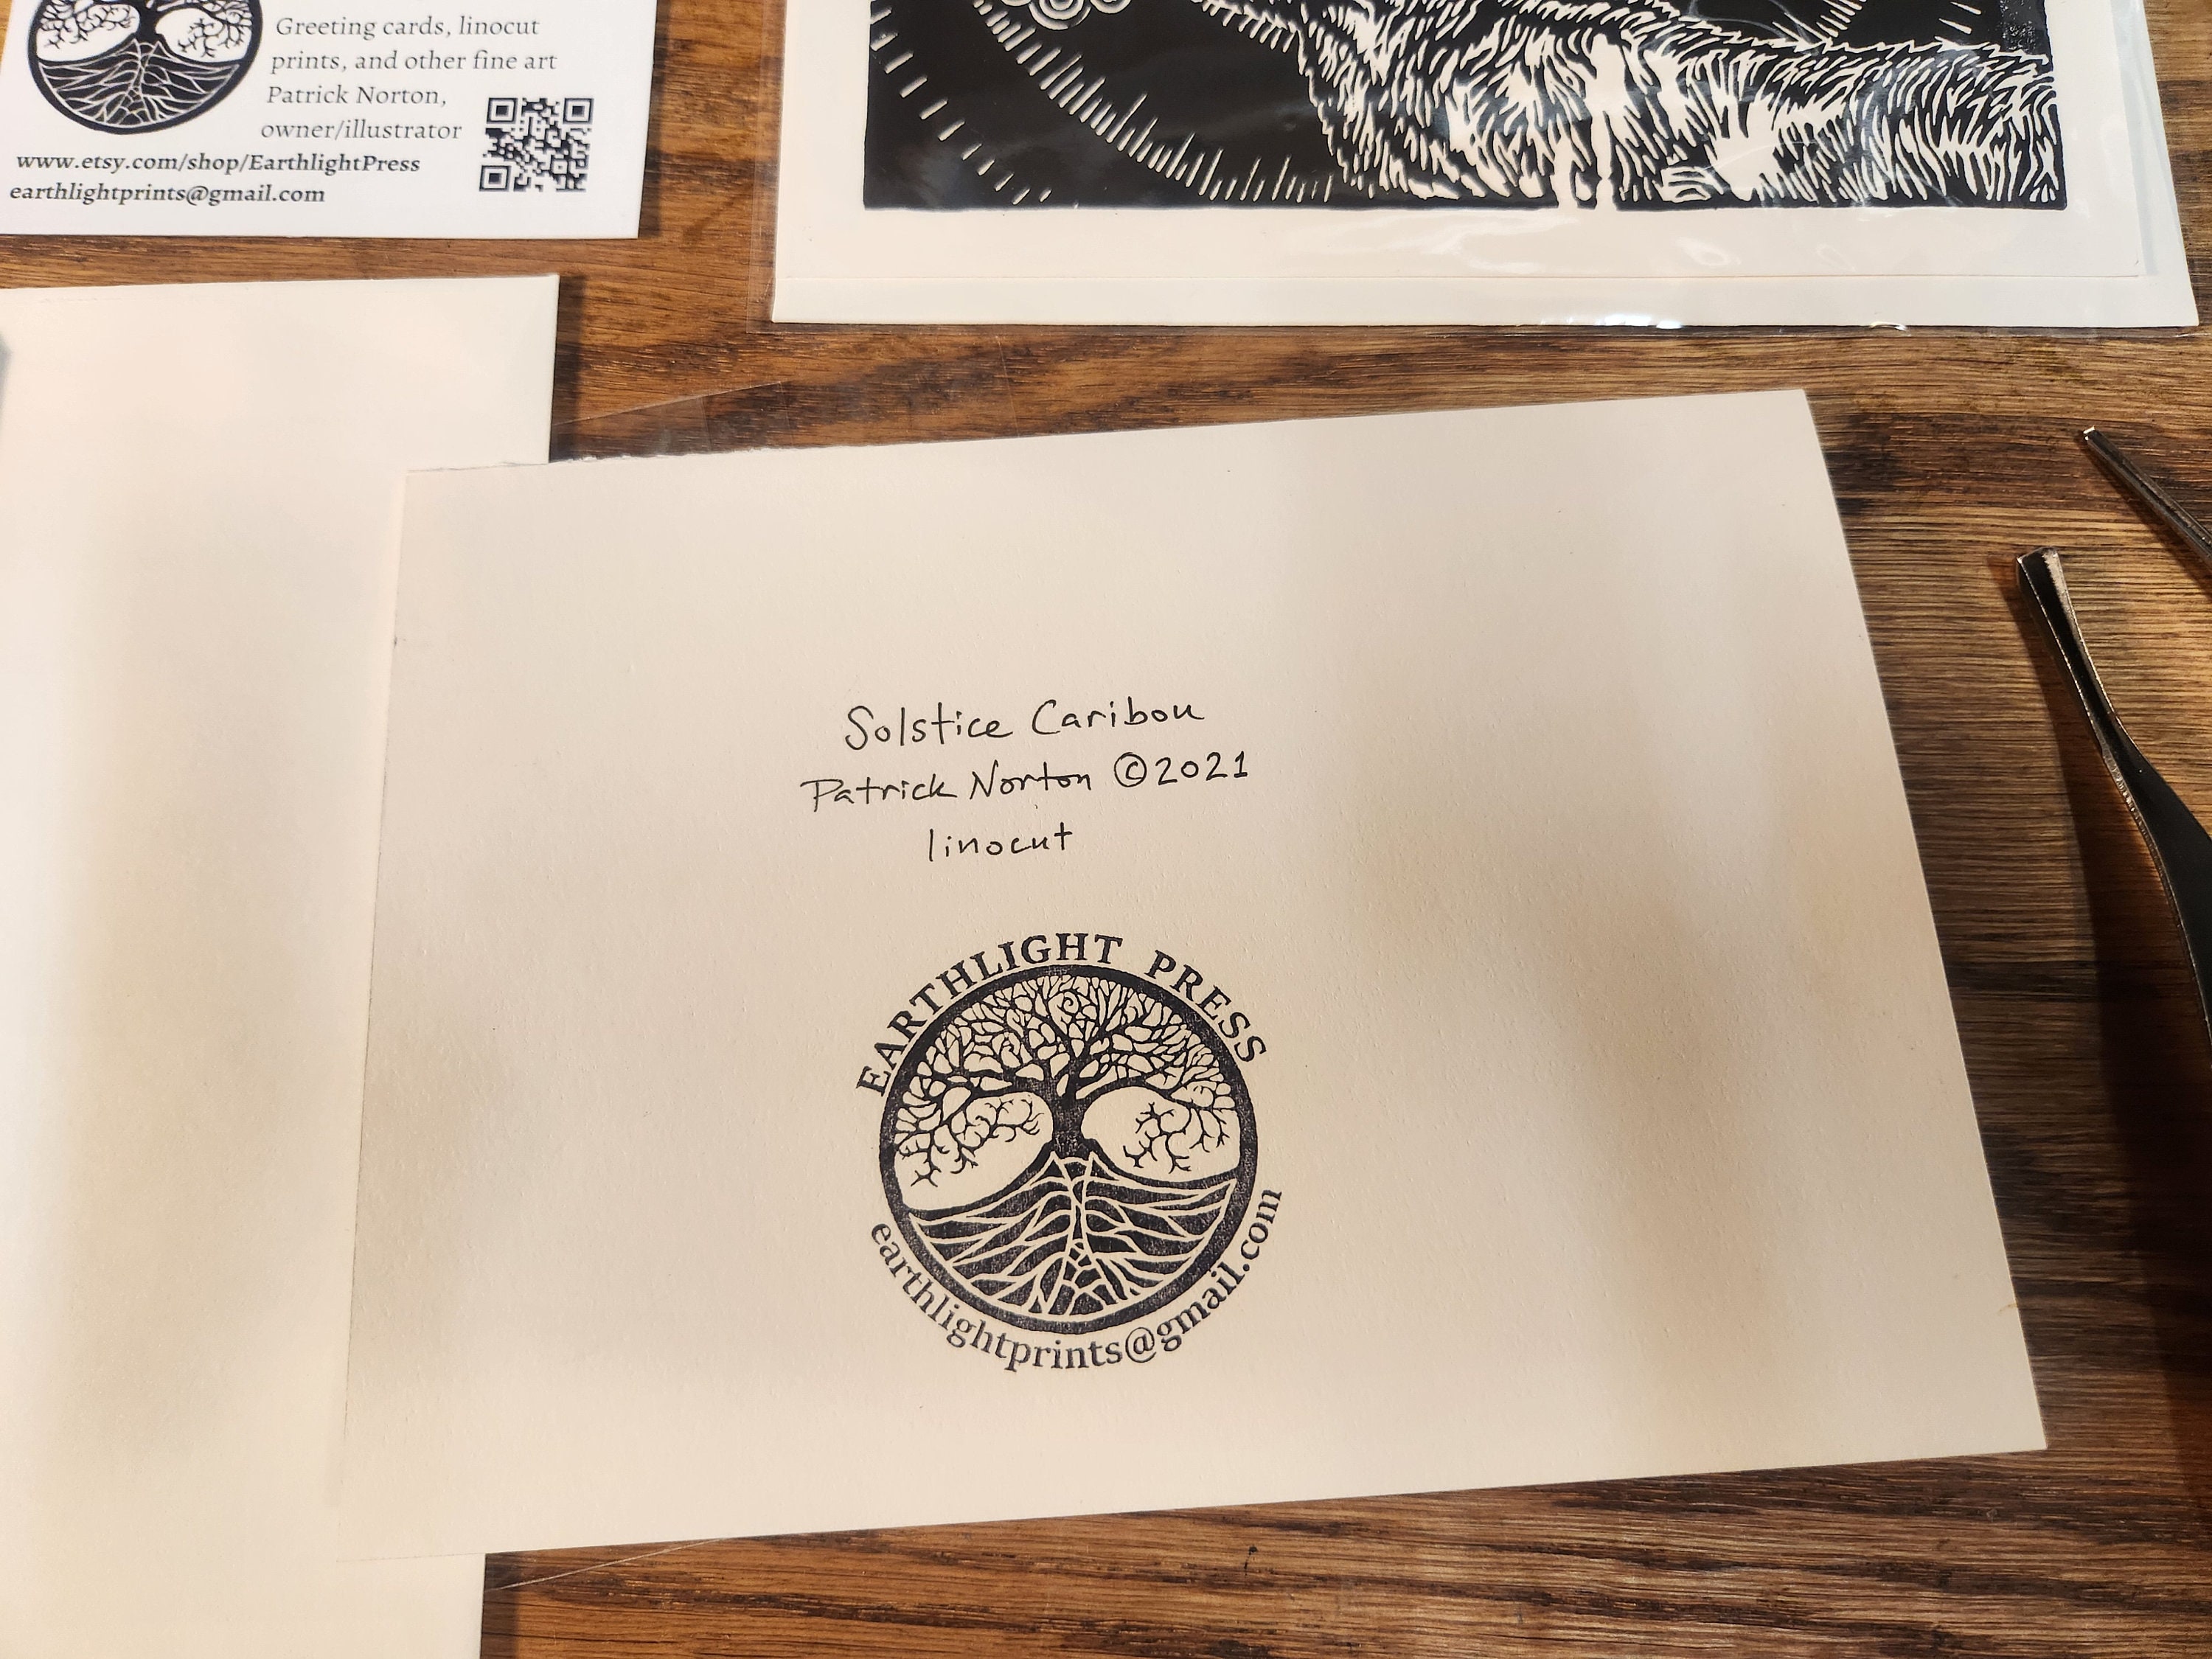 Greeting cards, linocut
prints, and other fine art
Patrick Norton,
owner/illustrator
www.etsy.com/shop/EarthlightPress
earthlightprints@gmail.com
Solstice Caribou
Patrick Norton ©2021
linocut
EARTHLIGHT PRESS
earthlightprints@gmail.com